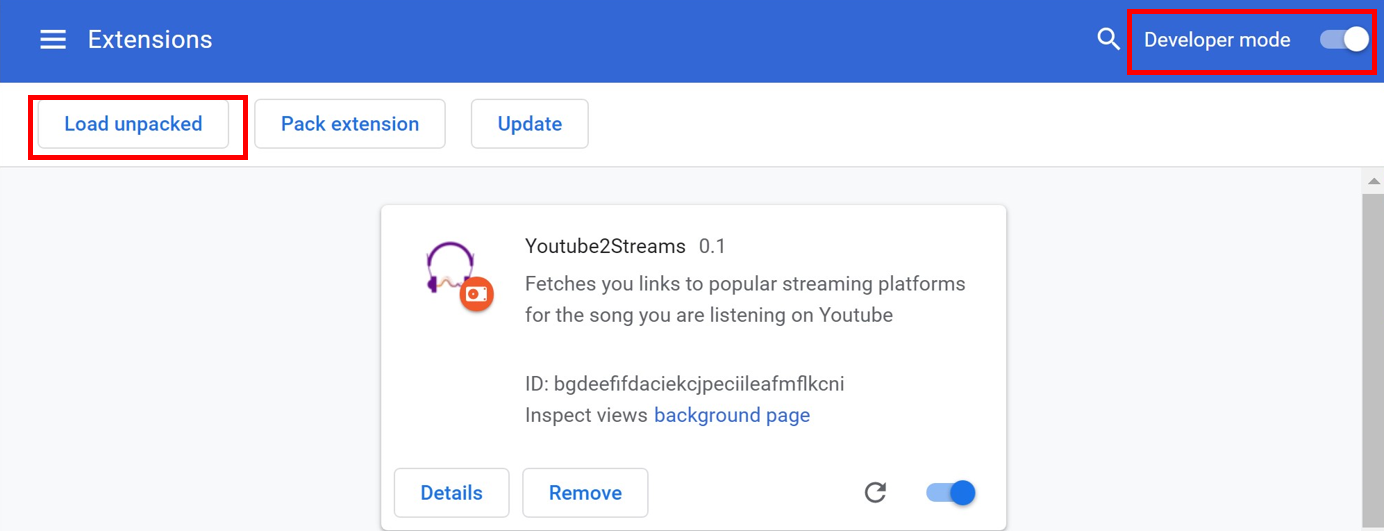 Extensions
Developer mode
Load unpacked
Pack extension
Update
Youtube2Streams 0.1
Fetches you links to popular streaming platforms
for the song you are listening on Youtube
ID: bgdeefifdaciekcjpeciileafmflkcni
Inspect views background page
Details
Remove